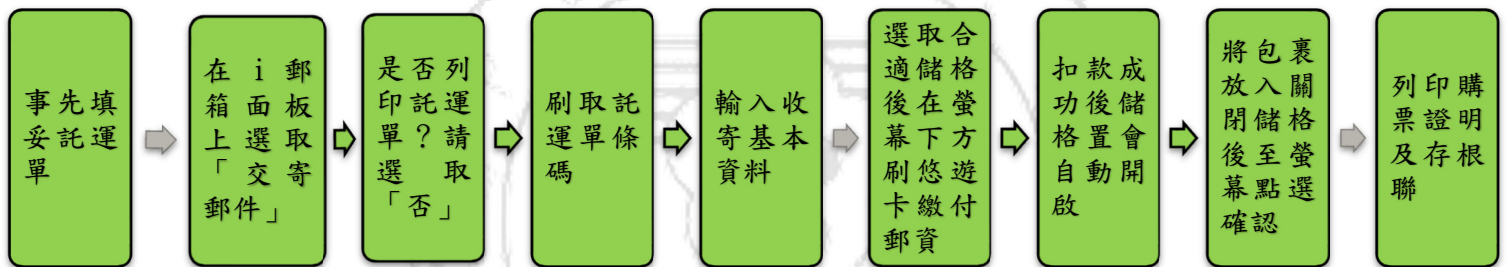 事先填
妥託運
單
在i郵
箱面板
上選取
「交寄
郵件」
是否列
印託運
單？請
選取
「否」
刷取託
運單條
碼
輸入收
寄基本
資料
選取合
適儲格
後在螢
幕下方
刷悠遊
卡繳付
郵資
扣款成
功後儲
格置會
自動開
啟
將包裹
放入關
閉儲格
後至螢
幕點選
確認
列印購
票證明
及存根
聯